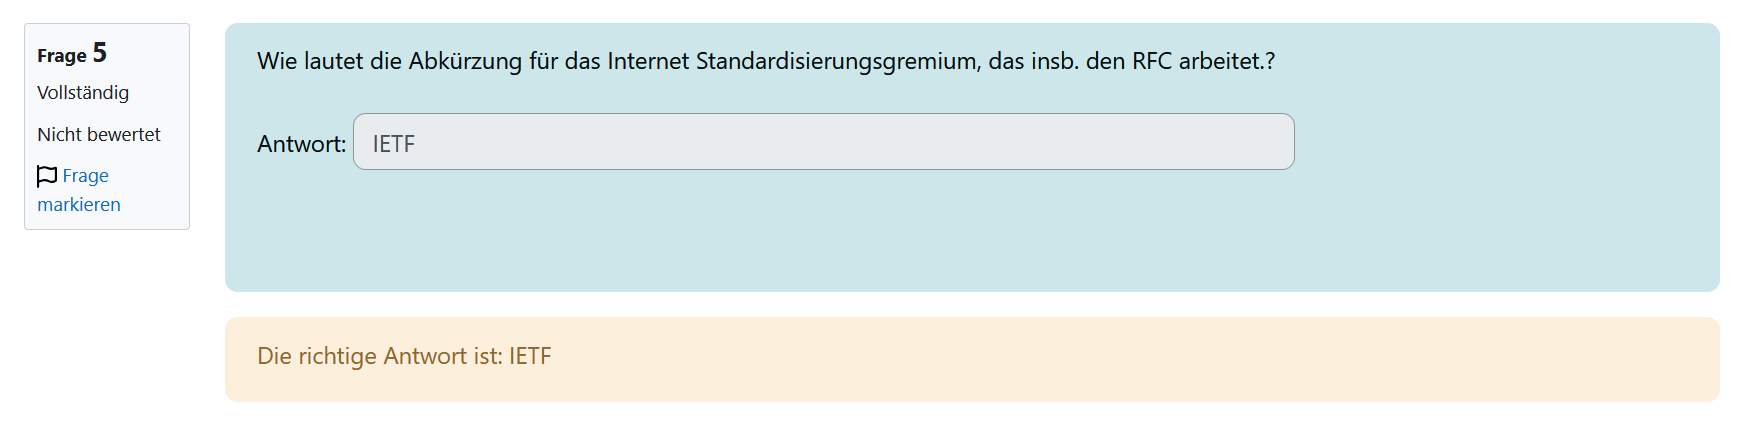 Frage 5
Vollständig
Nicht bewertet
Frage
markieren
Wie lautet die Abkürzung für das Internet Standardisierungsgremium, das insb. den RFC arbeitet.?
Antwort: IETF
Die richtige Antwort ist: IETF